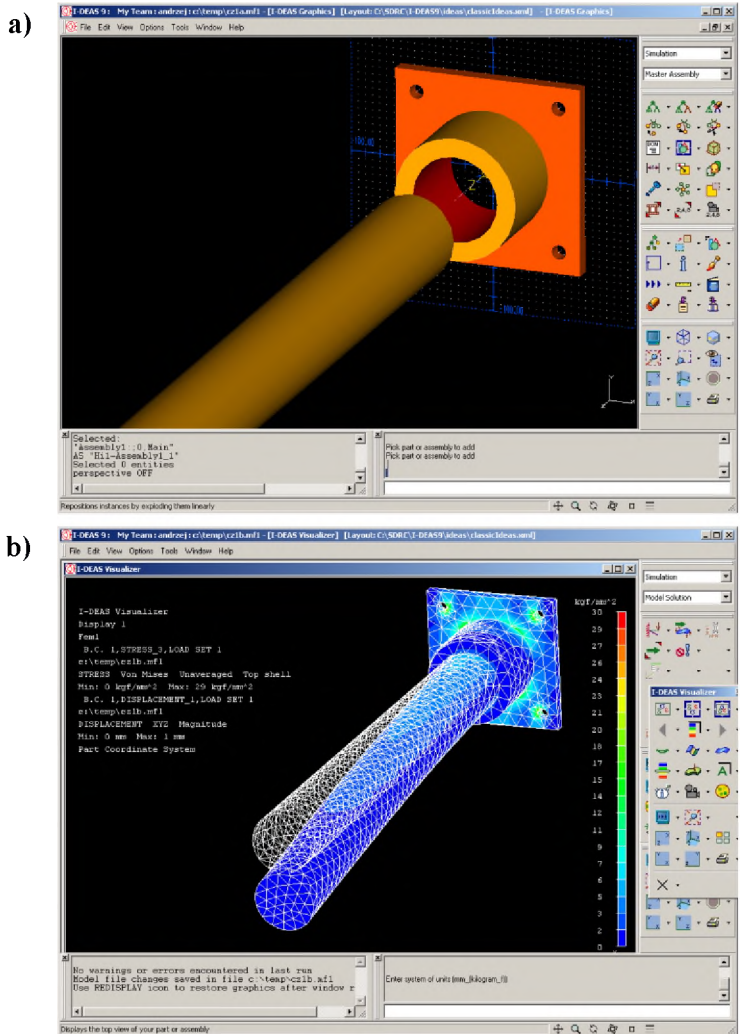 a)
I-DEAS 9 : My Team : andrzej : c:\temp\cz1a.mf1 - [I-DEAS Graphics] [Layout: C:\SDRC\I-DEAS9\ideas\classicIdeas.xml] - [I-DEAS Graphics]
File Edit View Options Tools Window Help
Simulation
Master Assembly
Z
-100.00
Selected:
"Assembly1 ;0 Main"
AS "Hi1-Assembly1_1"
Selected 0 entities
perspective OFF
Pick part or assembly to add
Pick part or assembly to add
Repositions instances by exploding them linearly
b)
I-DEAS 9 : My Team : andrzej : c:\temp\cz1b.mf1 - [I-DEAS Visualizer] [Layout: C:\SDRC\I-DEAS9\ideas\classicIdeas.xml]
File Edit View Options Tools Window Help
I-DEAS Visualizer
Simulation
Model Solution
I-DEAS Visualizer
Display 1
Fem1
B.C. 1,STRESS_3,LOAD SET 1
c:\temp\cz1b.mf1
STRESS Von Mises Unaveraged Top shell
Min: 0 kgf/mm^2 Max: 29 kgf/mm^2
B.C. 1,DISPLACEMENT_1,LOAD SET 1
c:\temp\cz1b.mf1
DISPLACEMENT XYZ Magnitude
Min: 0 mm Max: 1 mm
Part Coordinate System
kgf/mm^2
30
29
27
26
24
23
21
20
18
17
15
14
12
11
9
7
6
5
3
2
0
I-DEAS Visualizer
No warnings or errors encountered in last run
Model file changes saved in file c:\temp\cz1b.mf1
Use REDISPLAY icon to restore graphics after window r
Enter system of units (mm_(kilogram_f))
Displays the top view of your part or assembly